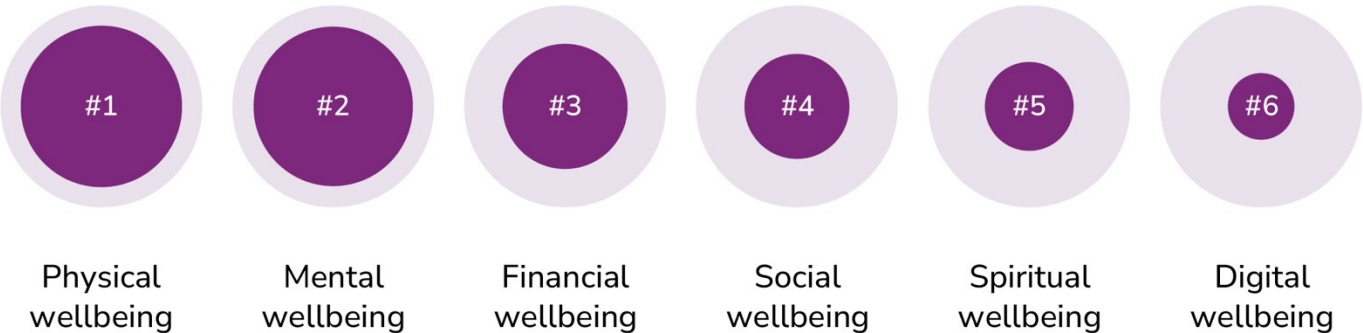 #1
#2
#3
#4
#5
#6
Physical
wellbeing
Mental
wellbeing
Financial
wellbeing
Social
wellbeing
Spiritual
wellbeing
Digital
wellbeing